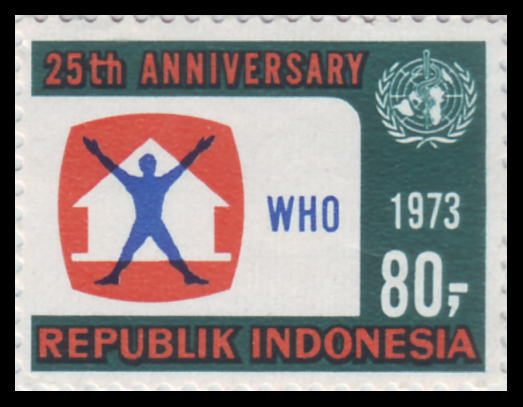 25th ANNIVERSARY
WHO
1973
80,-
REPUBLIK INDONESIA